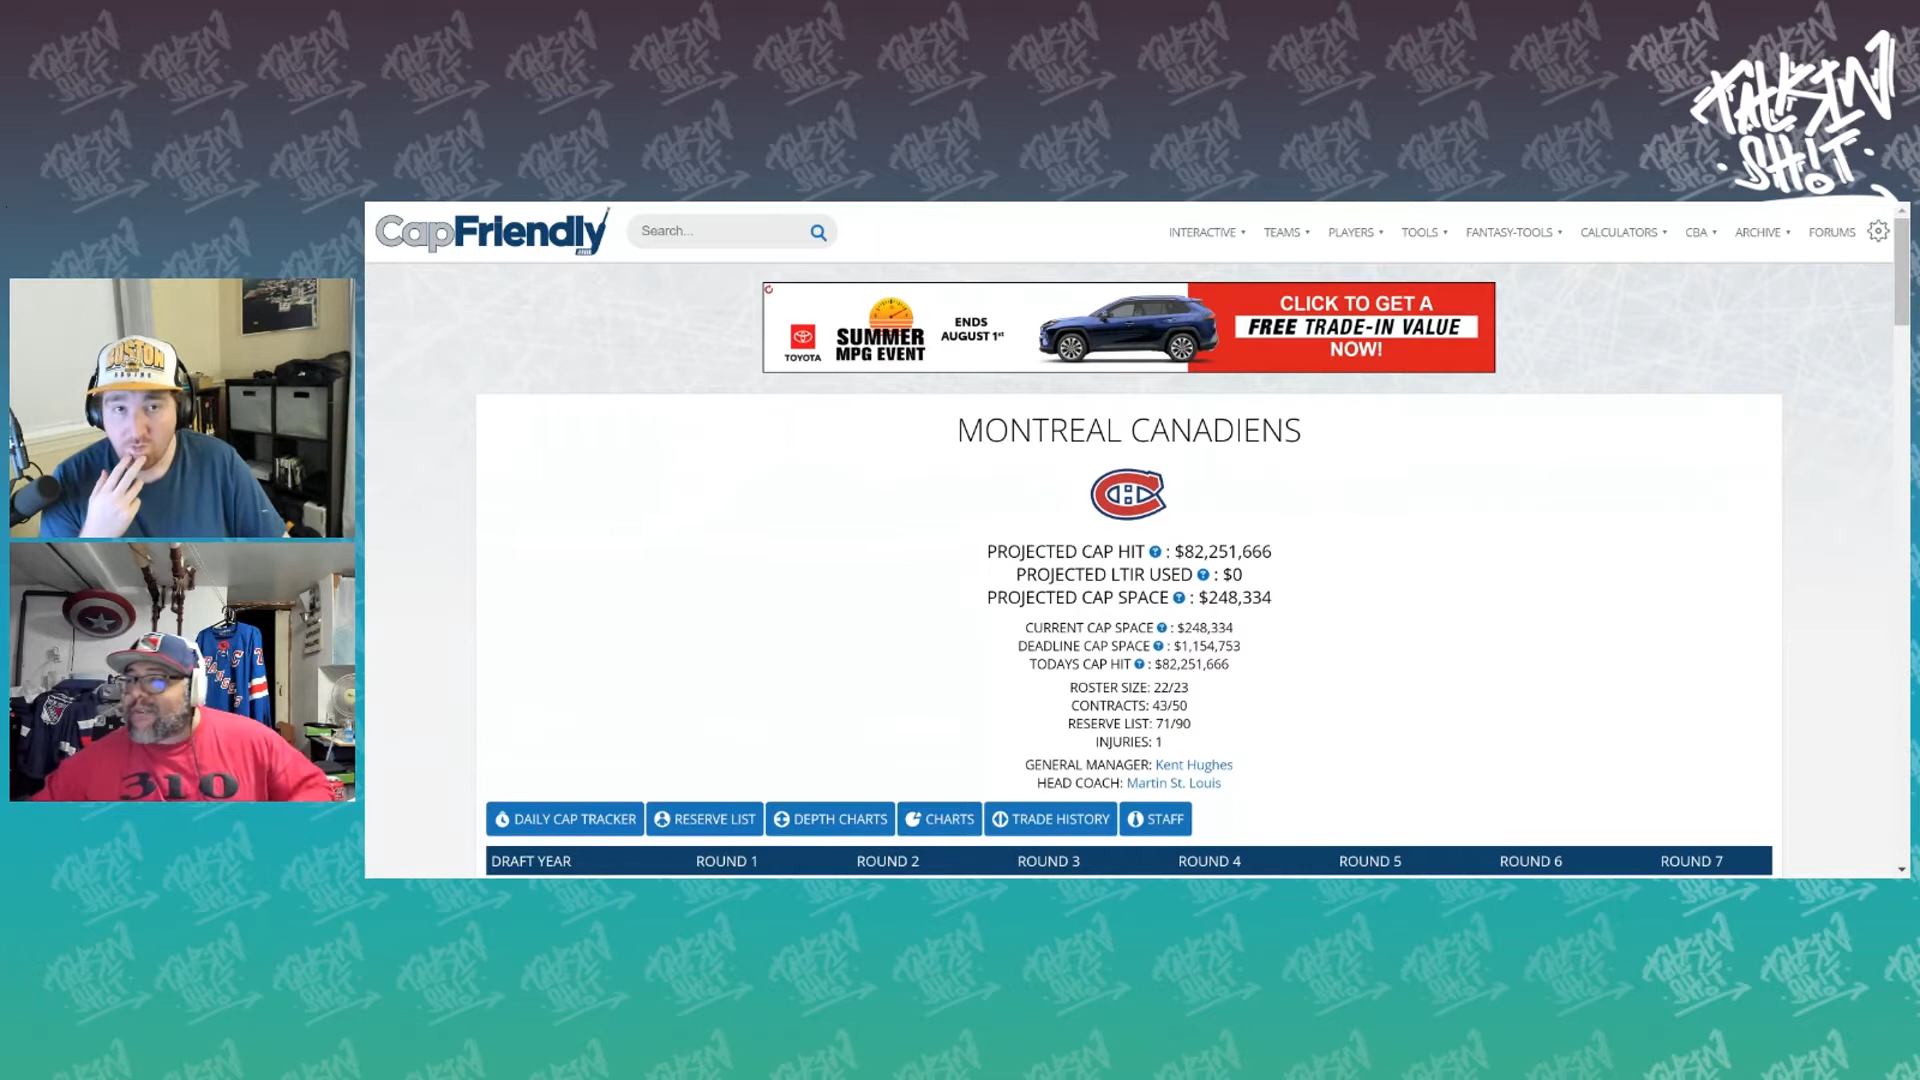 TALKIN
SH!T
CapFriendly
Search...
INTERACTIVE
TEAMS
PLAYERS
TOOLS
FANTASY-TOOLS
CALCULATORS
CBA
ARCHIVE
FORUMS
TOYOTA
SUMMER
MPG EVENT
ENDS
AUGUST 1st
CLICK TO GET A
FREE TRADE-IN VALUE
NOW!
BOSTON
BRUINS
MONTREAL CANADIENS
PROJECTED CAP HIT : $82,251,666
PROJECTED LTIR USED : $0
PROJECTED CAP SPACE : $248,334
CURRENT CAP SPACE : $248,334
DEADLINE CAP SPACE : $1,154,753
TODAYS CAP HIT : $82,251,666
ROSTER SIZE: 22/23
CONTRACTS: 43/50
RESERVE LIST: 71/90
INJURIES: 1
GENERAL MANAGER: Kent Hughes
HEAD COACH: Martin St. Louis
310
DAILY CAP TRACKER
RESERVE LIST
DEPTH CHARTS
CHARTS
TRADE HISTORY
STAFF
DRAFT YEAR
ROUND 1
ROUND 2
ROUND 3
ROUND 4
ROUND 5
ROUND 6
ROUND 7